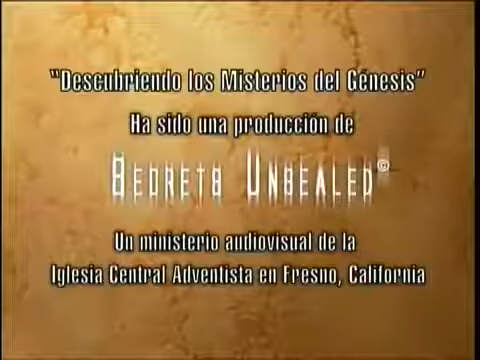 “Descubriendo los Misterios del Génesis”
Ha sido una producción de
Secrets Unsealed©
Un ministerio audiovisual de la
Iglesia Central Adventista en Fresno, California